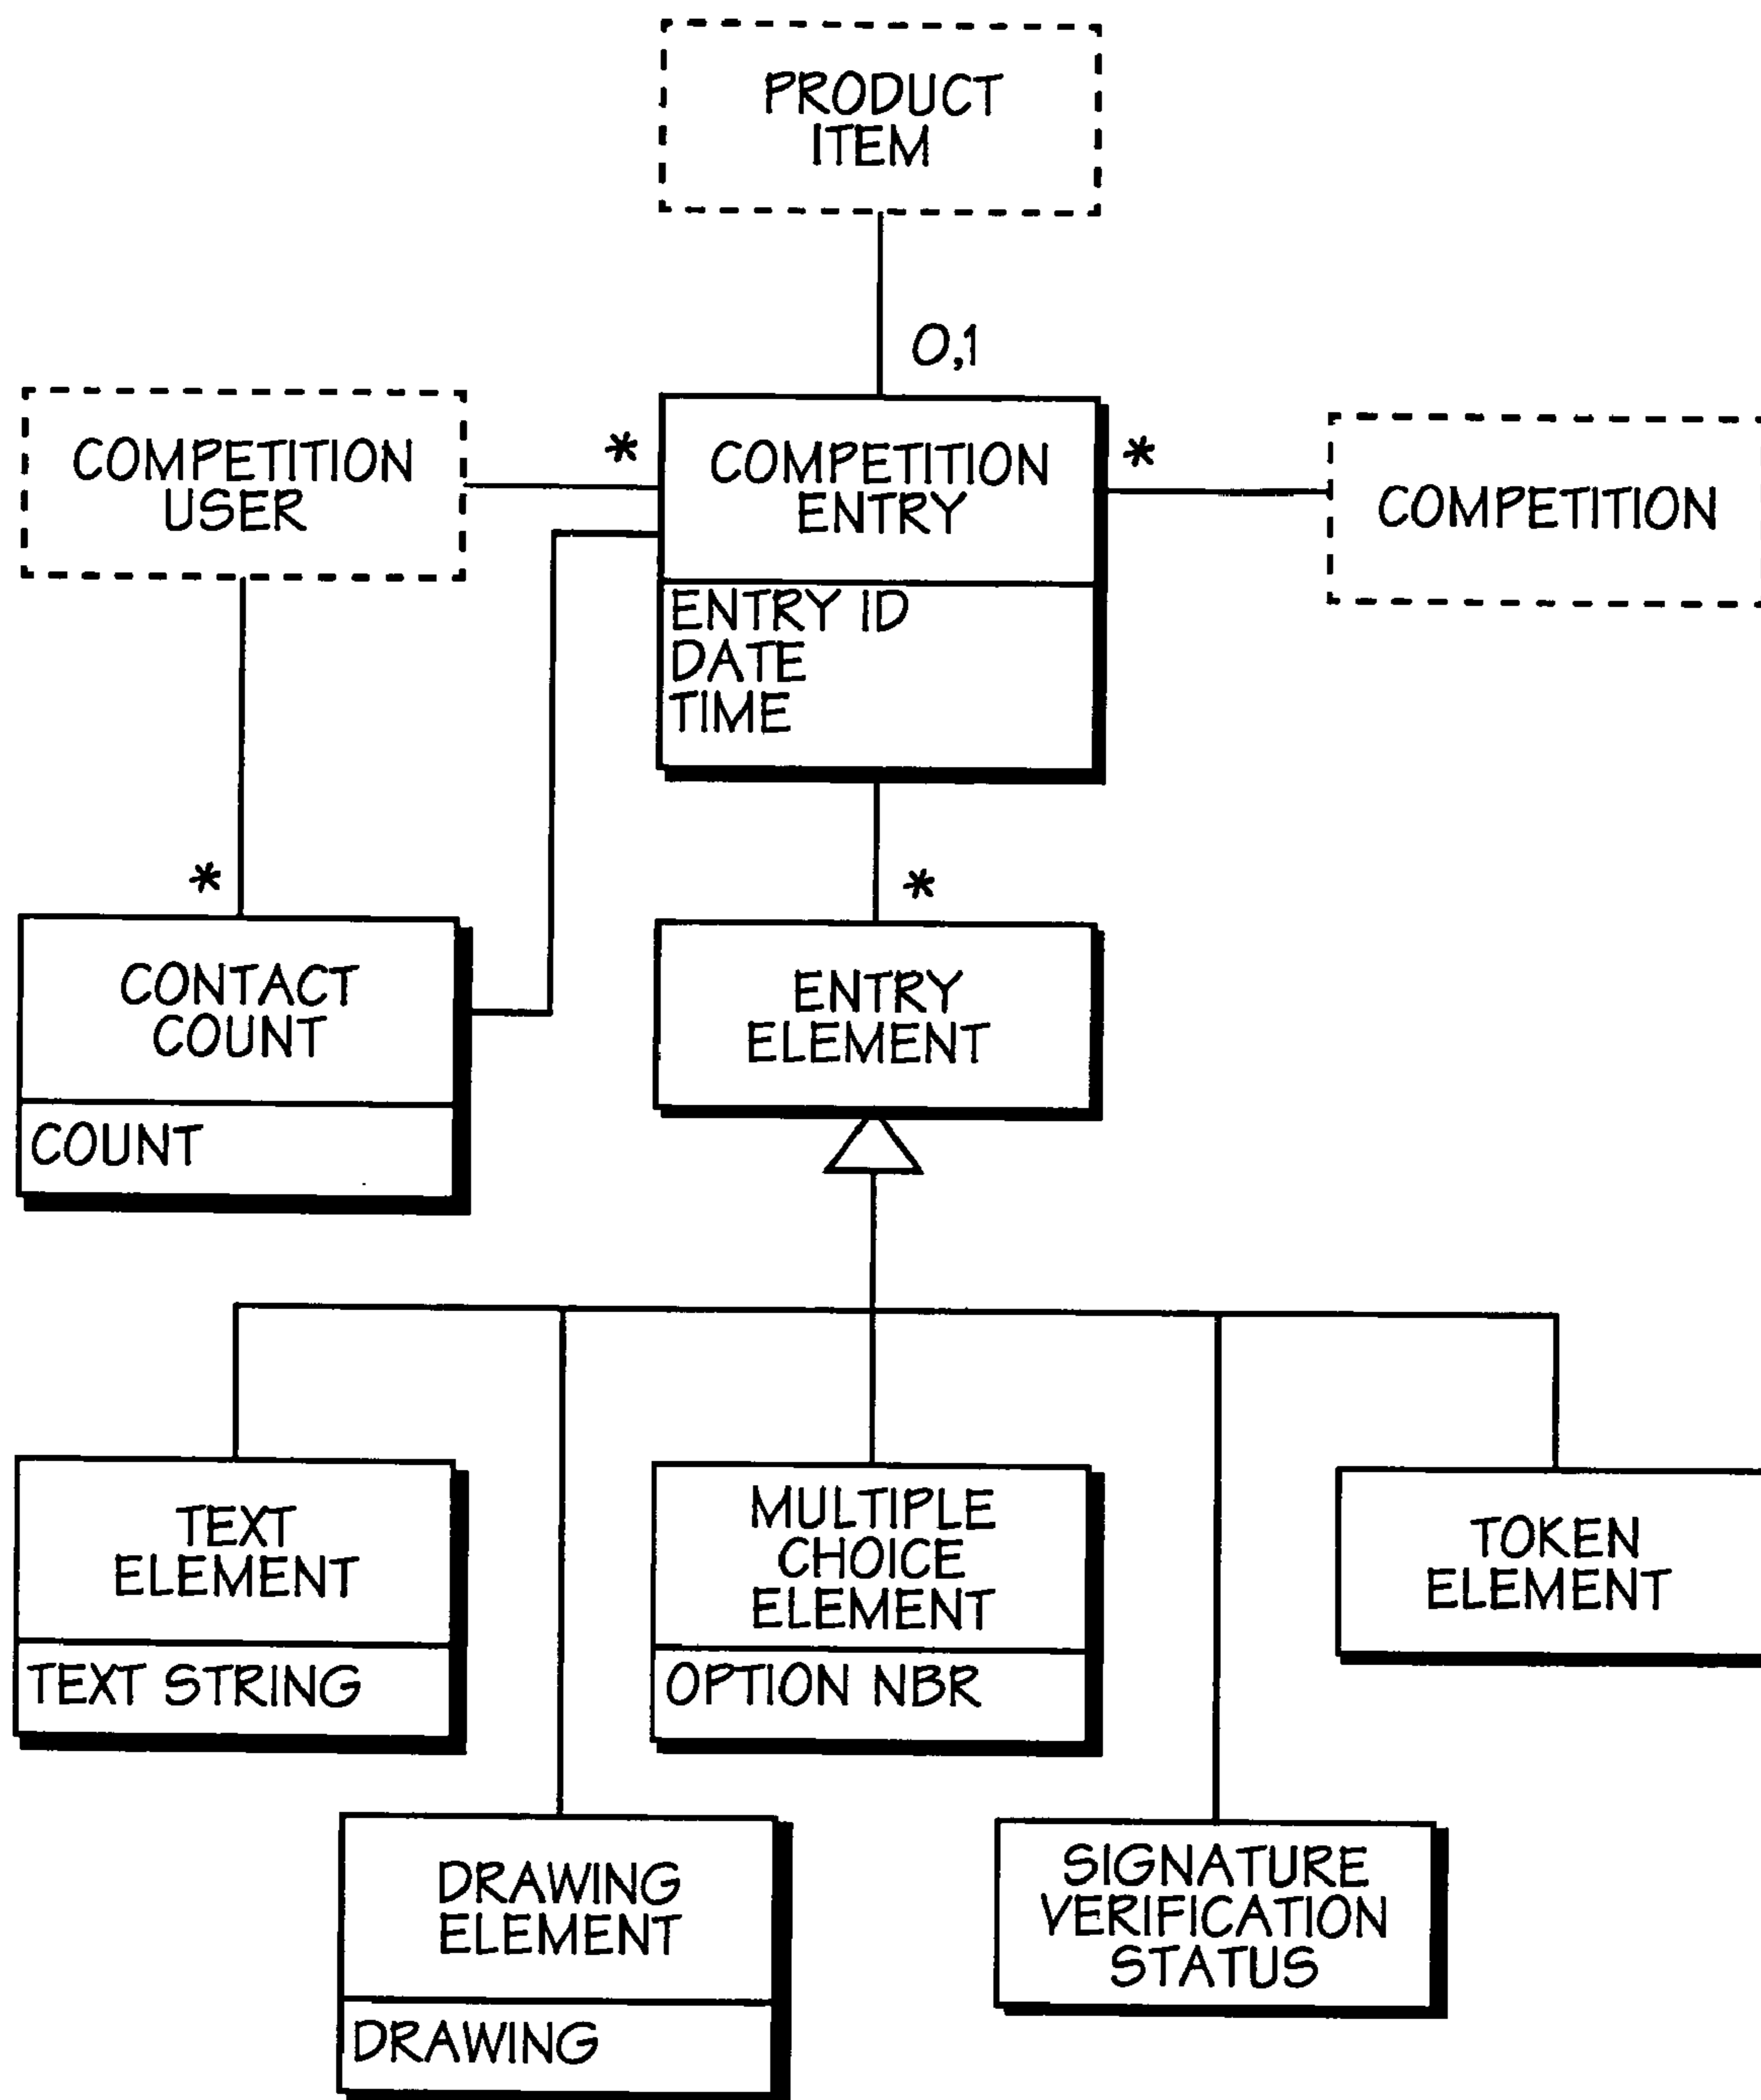 PRODUCT
ITEM
0,1
COMPETITION
USER
*
COMPETITION
ENTRY
*
COMPETITION
ENTRY ID
DATE
TIME
*
*
CONTACT
COUNT
COUNT
ENTRY
ELEMENT
TEXT
ELEMENT
TEXT STRING
MULTIPLE
CHOICE
ELEMENT
OPTION NBR
TOKEN
ELEMENT
DRAWING
ELEMENT
DRAWING
SIGNATURE
VERIFICATION
STATUS